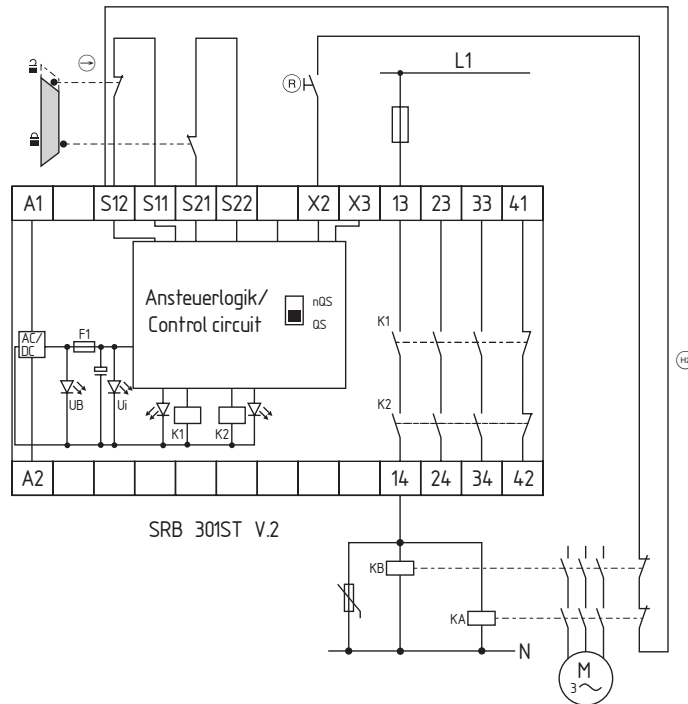 L1
R
A1 S12 S11 S21 S22 X2 X3 13 23 33 41
Ansteuerlogik/
Control circuit
nQS
QS
K1
AC/
DC
F1
UB
Ui
K2
K1
K2
A2 14 24 34 42
SRB 301ST V.2
KB
KA
N
M
3